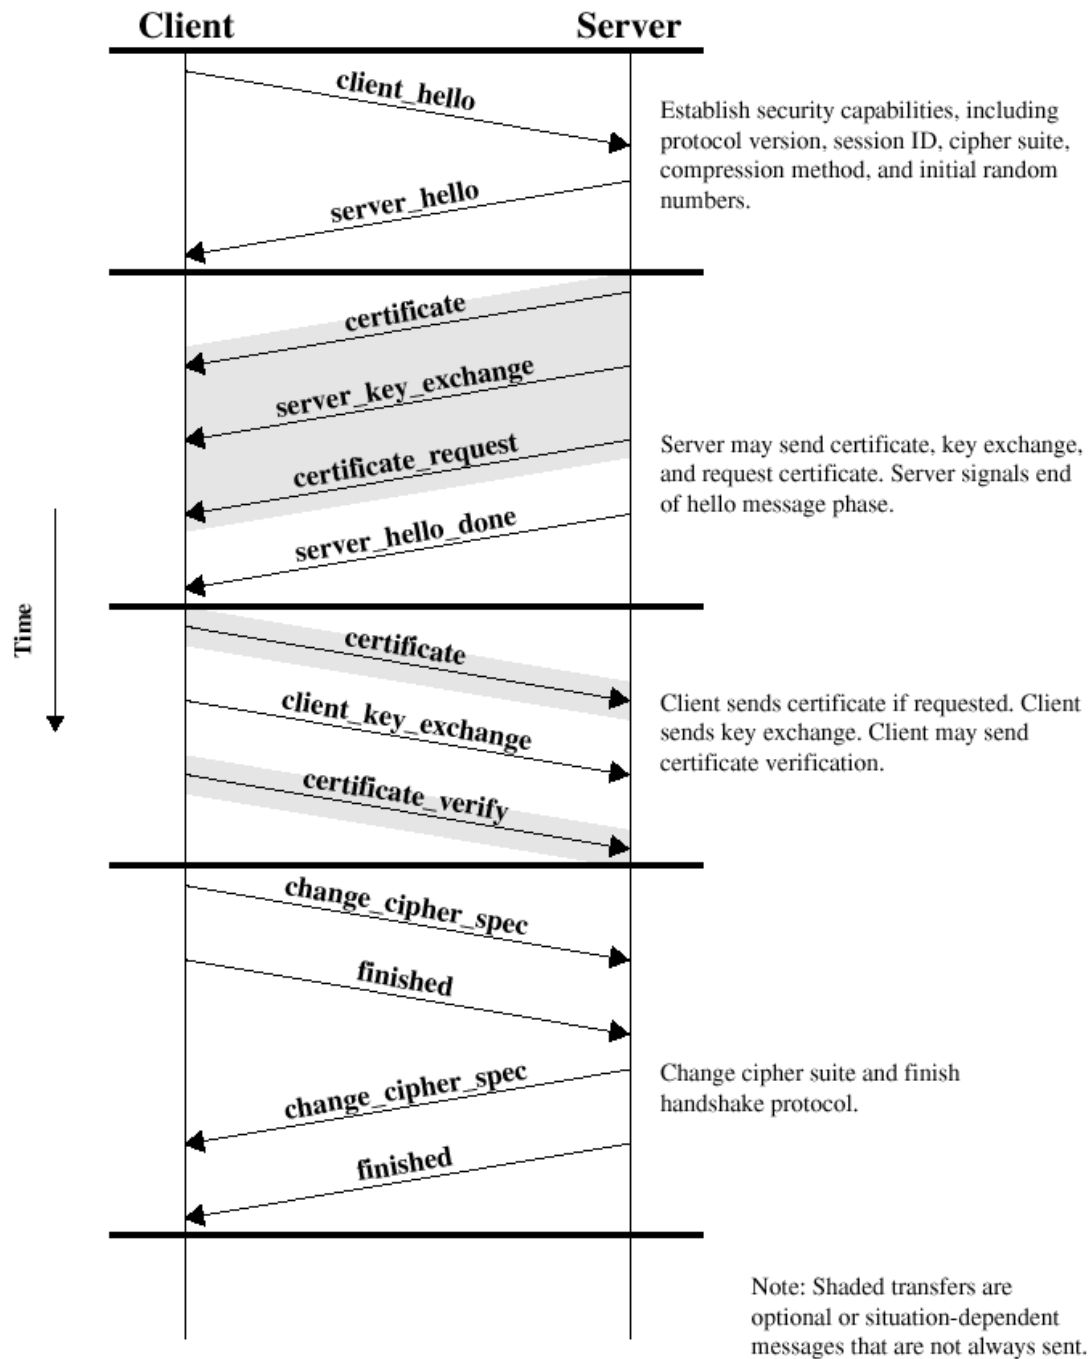 Client
Server
client_hello
server_hello
Establish security capabilities, including
protocol version, session ID, cipher suite,
compression method, and initial random
numbers.
certificate
server_key_exchange
certificate_request
server_hello_done
Server may send certificate, key exchange,
and request certificate. Server signals end
of hello message phase.
Time
certificate
client_key_exchange
certificate_verify
Client sends certificate if requested. Client
sends key exchange. Client may send
certificate verification.
change_cipher_spec
finished
change_cipher_spec
finished
Change cipher suite and finish
handshake protocol.
Note: Shaded transfers are
optional or situation-dependent
messages that are not always sent.